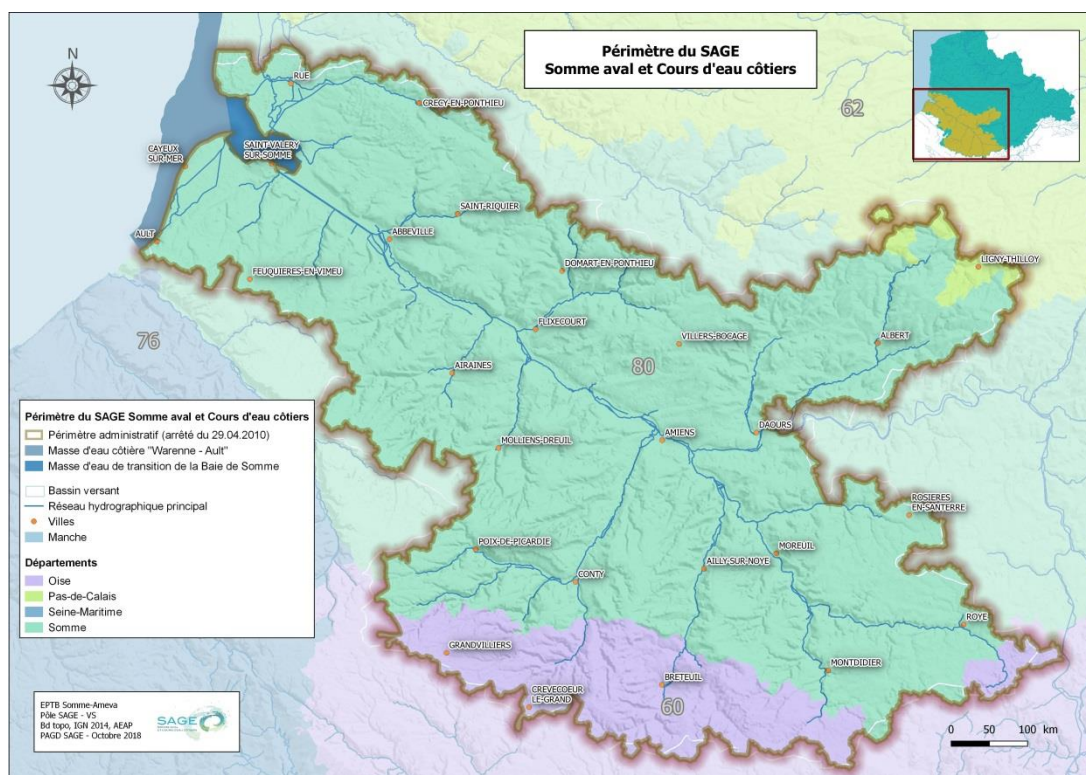 Périmètre du SAGE
Somme aval et Cours d'eau côtiers
N
62
RUE
CRECY-EN-PONTHIEU
CAYEUX
SUR-MER
SAINT-VALERY
SUR-SOMME
SAINT-RIQUIER
AULT
ABBEVILLE
FEUQUIERES-EN-VIMEU
DOMART-EN-PONTHIEU
LIGNY-THILLOY
76
FLIXECOURT
VILLERS-BOCAGE
ALBERT
80
AIRAINES
AMIENS
DAOURS
MOLLIENS-DREUIL
ROSIERES
EN-SANTERRE
POIX-DE-PICARDIE
MOREUIL
AILLY-SUR-NOYE
CONTY
ROYE
GRANDVILLIERS
MONTDIDIER
BRETEUIL
CREVECOEUR
LE-GRAND
60
Périmètre du SAGE Somme aval et Cours d'eau côtiers
Périmètre administratif (arrêté du 29.04.2010)
Masse d'eau côtière "Warenne - Ault"
Masse d'eau de transition de la Baie de Somme
Bassin versant
Réseau hydrographique principal
Villes
Manche
Départements
Oise
Pas-de-Calais
Seine-Maritime
Somme
EPTB Somme-Ameva
Pôle SAGE - VS
Bd topo, IGN 2014, AEAP
PAGD SAGE - Octobre 2018
SAGE
0 50 100 km